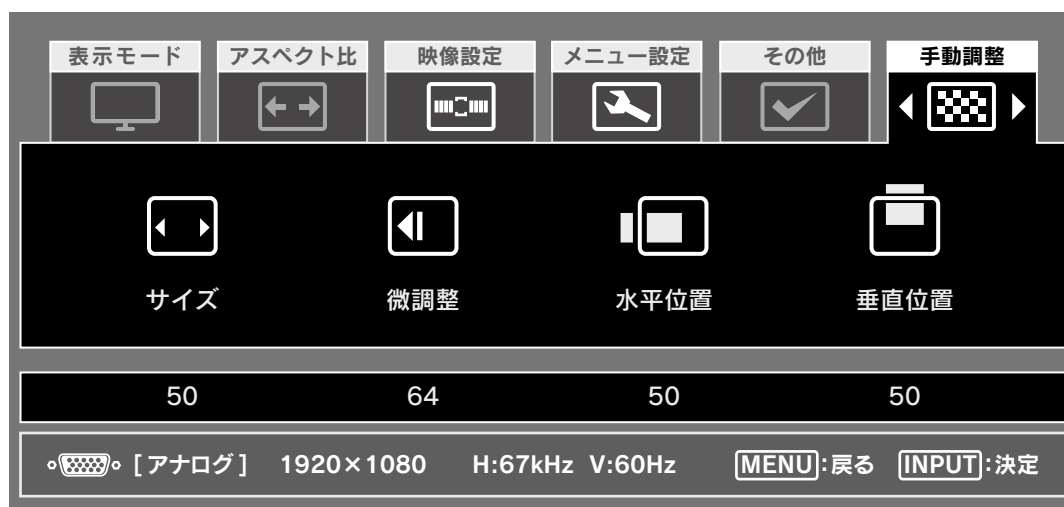 表示モード アスペクト比 映像設定 メニュー設定 その他 手動調整
サイズ 微調整 水平位置 垂直位置
50 64 50 50
[アナログ] 1920×1080 H:67kHz V:60Hz MENU:戻る INPUT:決定